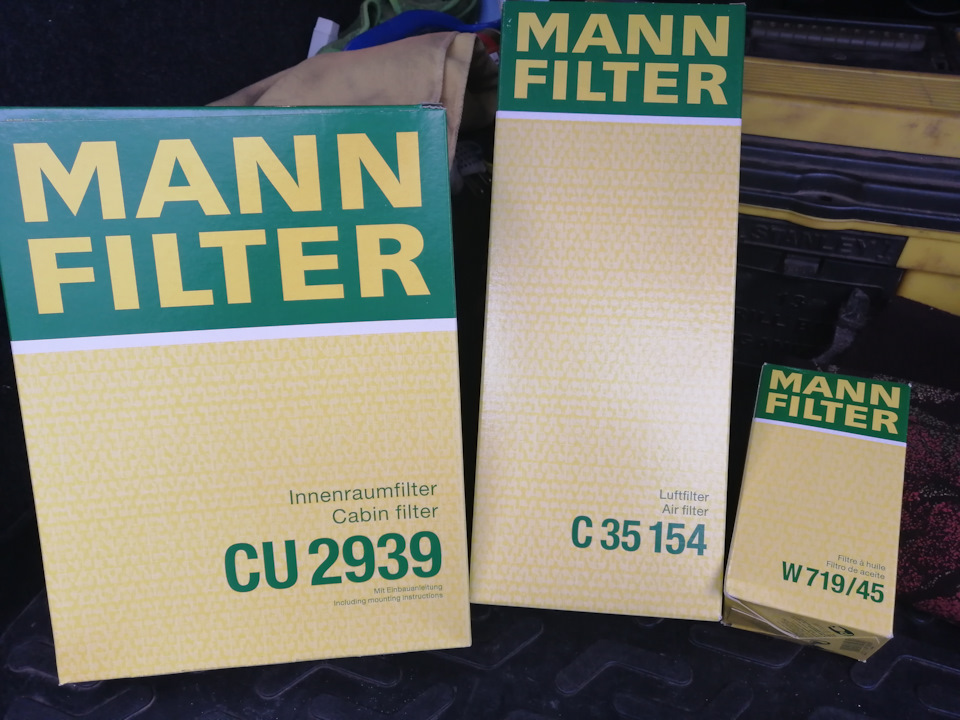 MANN
FILTER
Innenraumfilter
Cabin filter
CU 2939
Mit Einbauanleitung
Including mounting instructions
MANN
FILTER
Luftfilter
Air filter
C 35 154
MANN
FILTER
Filtre à huile
Filtro de aceite
W 719/45
STANLEY